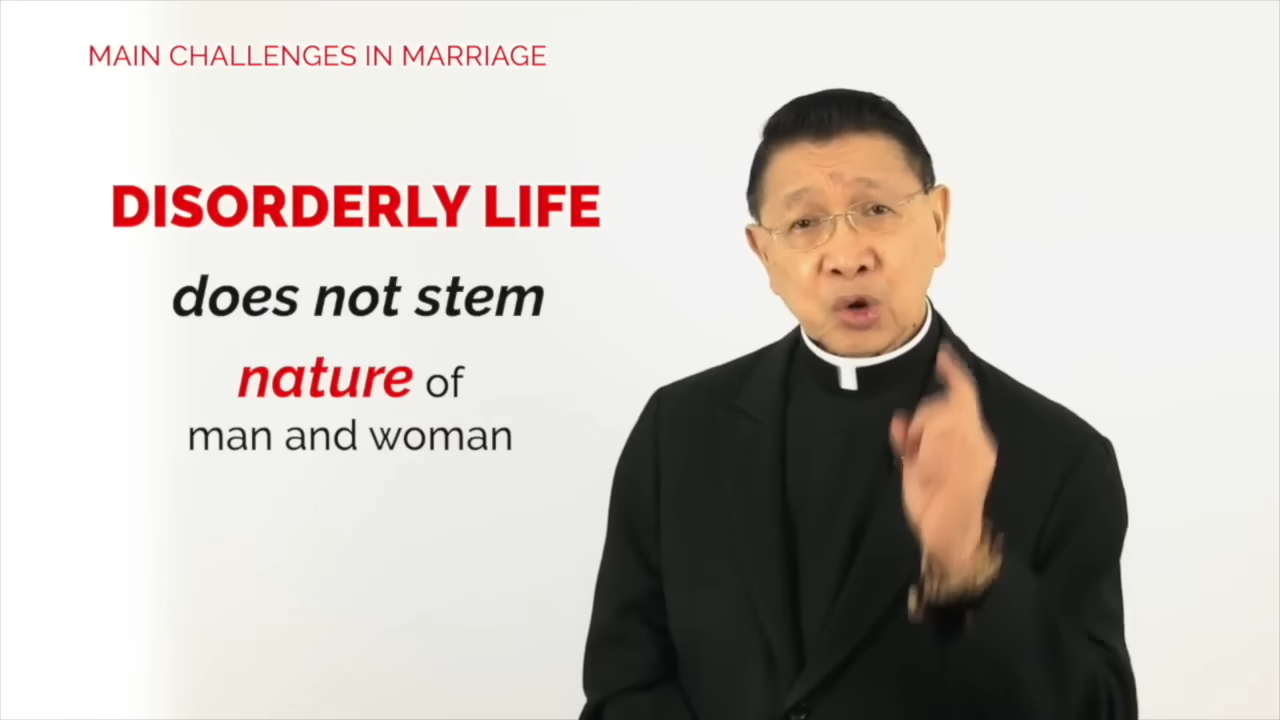 MAIN CHALLENGES IN MARRIAGE
DISORDERLY LIFE
does not stem
nature of
man and woman